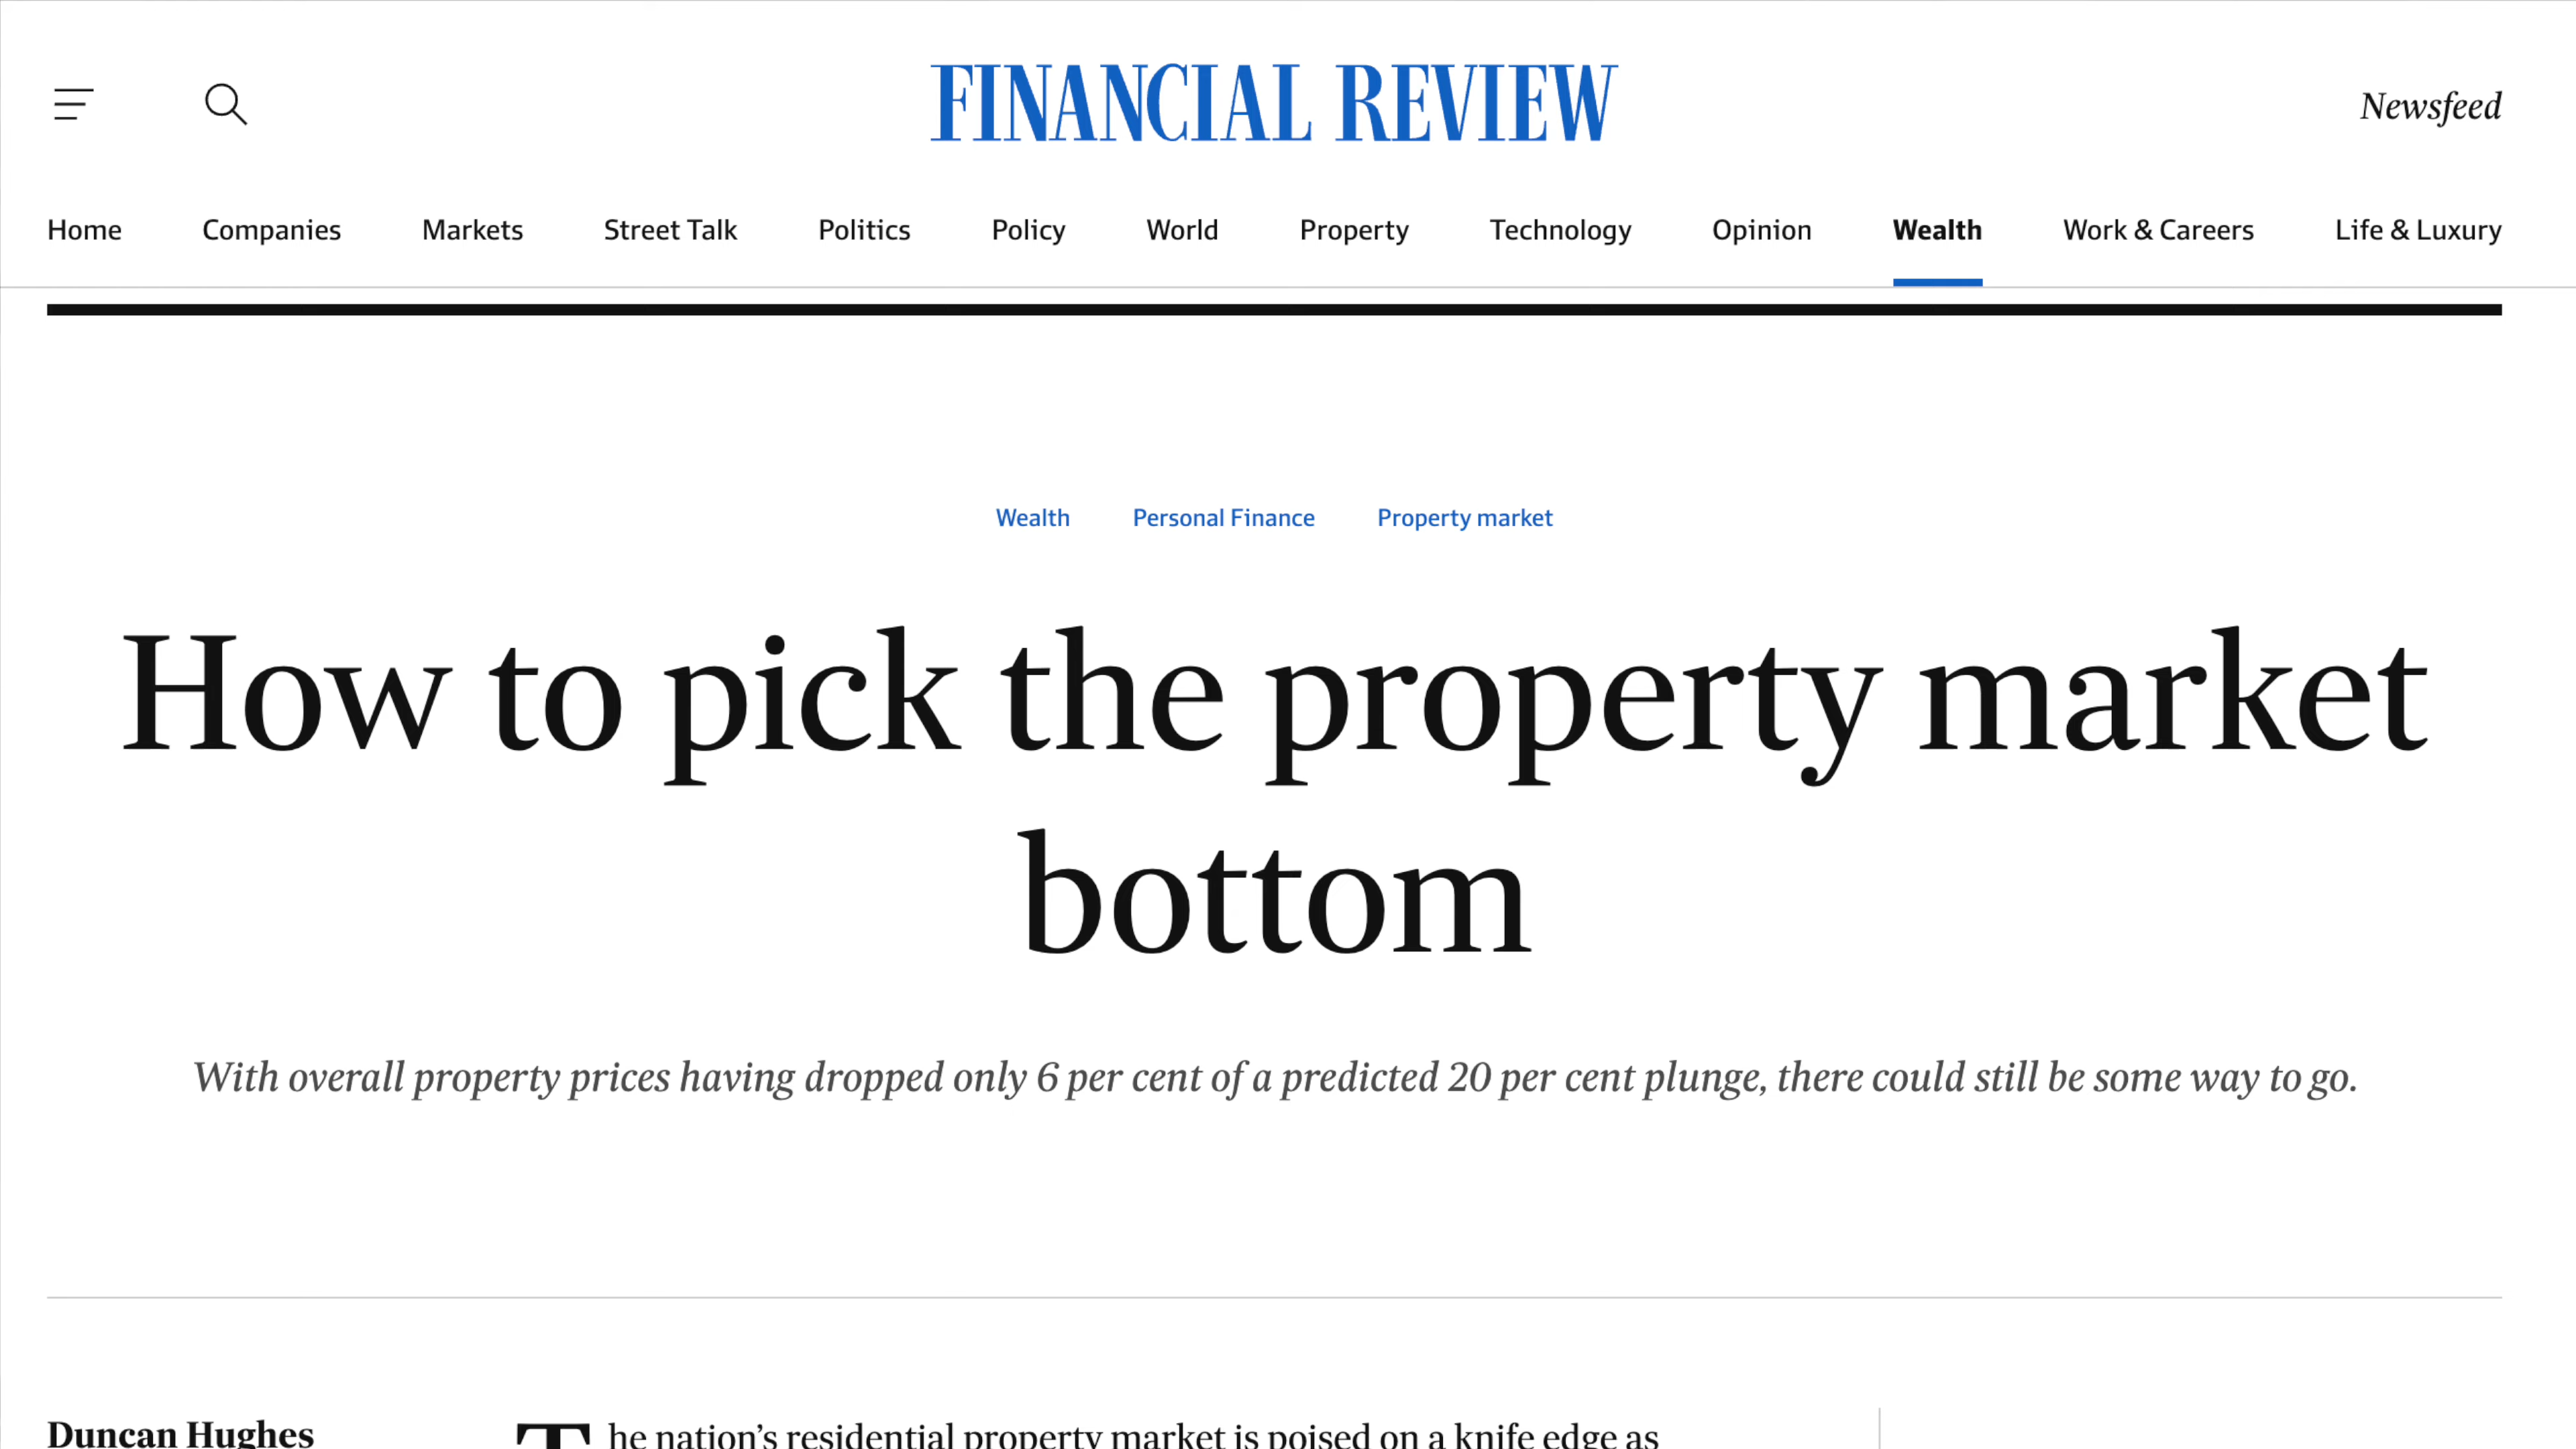 FINANCIAL REVIEW
Newsfeed
Home Companies Markets Street Talk Politics Policy World Property Technology Opinion Wealth Work & Careers Life & Luxury
Wealth Personal Finance Property market
How to pick the property market
bottom
With overall property prices having dropped only 6 per cent of a predicted 20 per cent plunge, there could still be some way to go.
Duncan Hughes
The nation’s residential property market is poised on a knife edge as